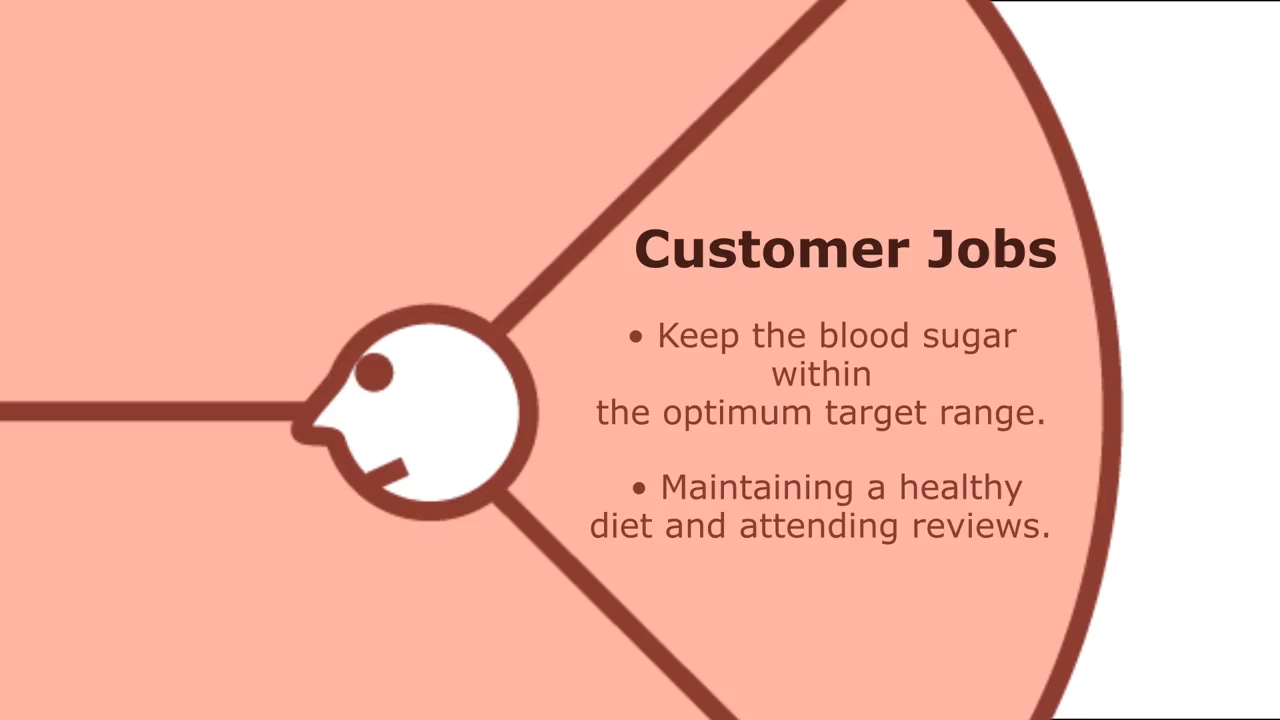 Customer Jobs
• Keep the blood sugar
within
the optimum target range.
• Maintaining a healthy
diet and attending reviews.